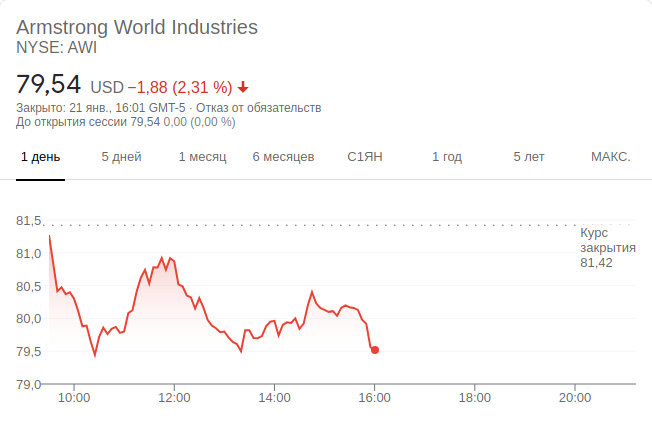 Armstrong World Industries
NYSE: AWI
79,54 USD −1,88 (2,31 %)
Закрыто: 21 янв., 16:01 GMT-5 · Отказ от обязательств
До открытия сессии 79,54 0,00 (0,00 %)
1 день 5 дней 1 месяц 6 месяцев С1ЯН 1 год 5 лет МАКС.
81,5
Курс
закрытия
81,42
81,0
80,5
80,0
79,5
79,0
10:00 12:00 14:00 16:00 18:00 20:00